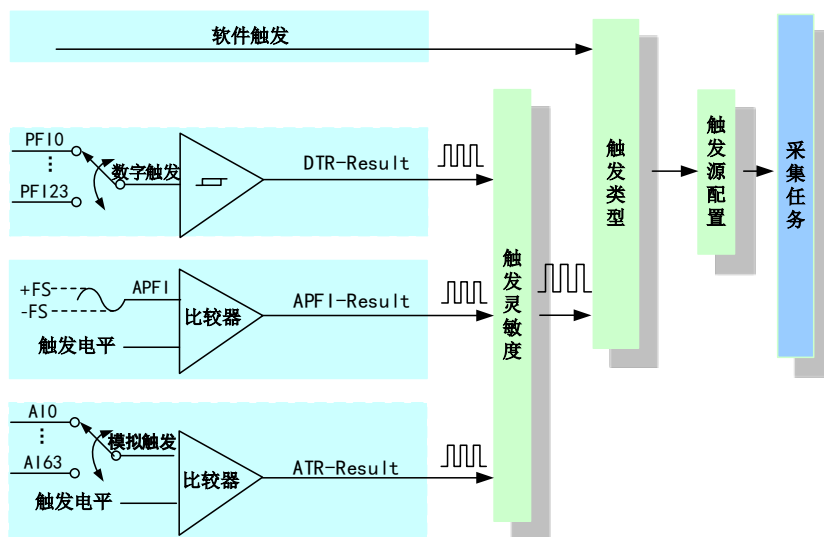 软件触发
PFI0
⋮
PFI23
数字触发
DTR-Result
+FS
-FS
APFI
触发电平
比较器
APFI-Result
AI0
⋮
AI63
模拟触发
触发电平
比较器
ATR-Result
触发灵敏度
触发类型
触发源配置
采集任务